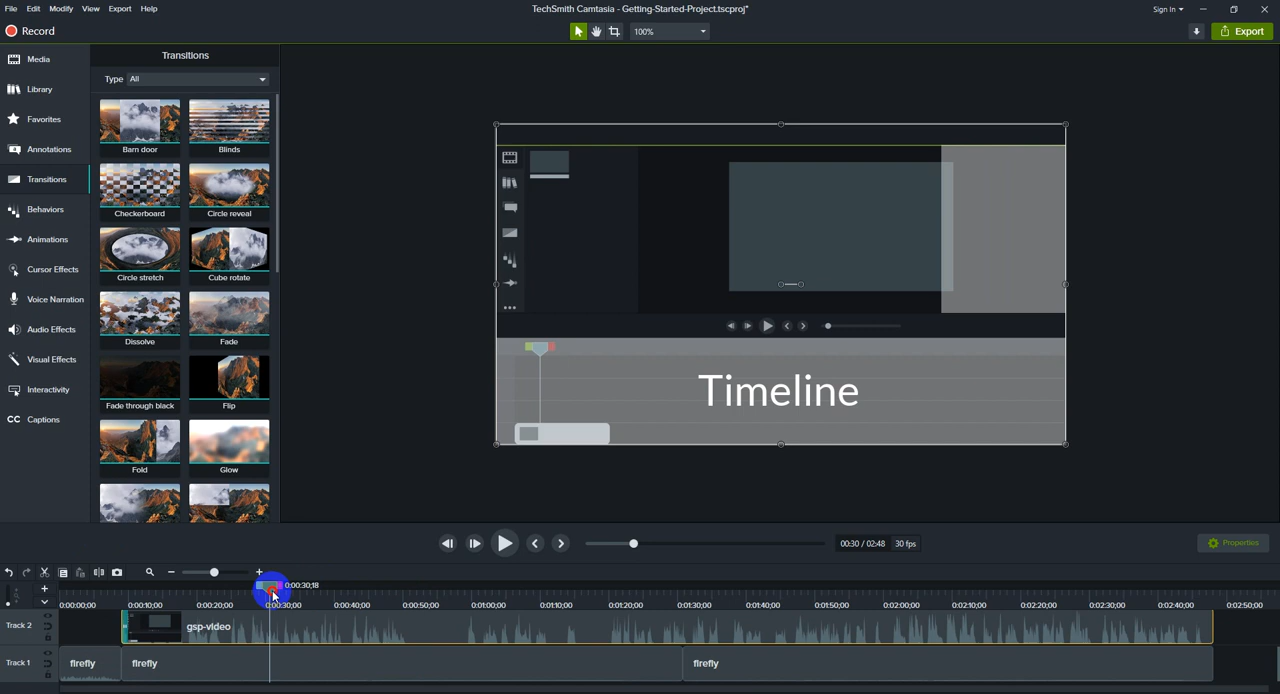 File Edit Modify View Export Help
TechSmith Camtasia - Getting-Started-Project.tscproj*
Sign In
Record
100%
Export
Media
Library
Favorites
Annotations
Transitions
Behaviors
Animations
Cursor Effects
Voice Narration
Audio Effects
Visual Effects
Interactivity
CC Captions
Transitions
Type All
Barn door Blinds
Checkerboard Circle reveal
Circle stretch Cube rotate
Dissolve Fade
Fade through black Flip
Fold Glow
Timeline
00:30 / 02:48 30 fps
Properties
0:00:30;18
0:00:00;00 0:00:10;00 0:00:20;00 0:00:30;00 0:00:40;00 0:00:50;00 0:01:00;00 0:01:10;00 0:01:20;00 0:01:30;00 0:01:40;00 0:01:50;00 0:02:00;00 0:02:10;00 0:02:20;00 0:02:30;00 0:02:40;00 0:02:50;00
Track 2 gsp-video
Track 1 firefly firefly firefly